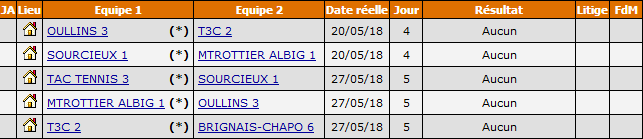 JA Lieu Equipe 1 Equipe 2 Date réelle Jour Résultat Litige FdM
OULLINS 3 (*) T3C 2 20/05/18 4 Aucun
SOURCIEUX 1 (*) MTROTTIER ALBIG 1 20/05/18 4 Aucun
TAC TENNIS 3 (*) SOURCIEUX 1 27/05/18 5 Aucun
MTROTTIER ALBIG 1 (*) OULLINS 3 27/05/18 5 Aucun
T3C 2 (*) BRIGNAIS-CHAPO 6 27/05/18 5 Aucun